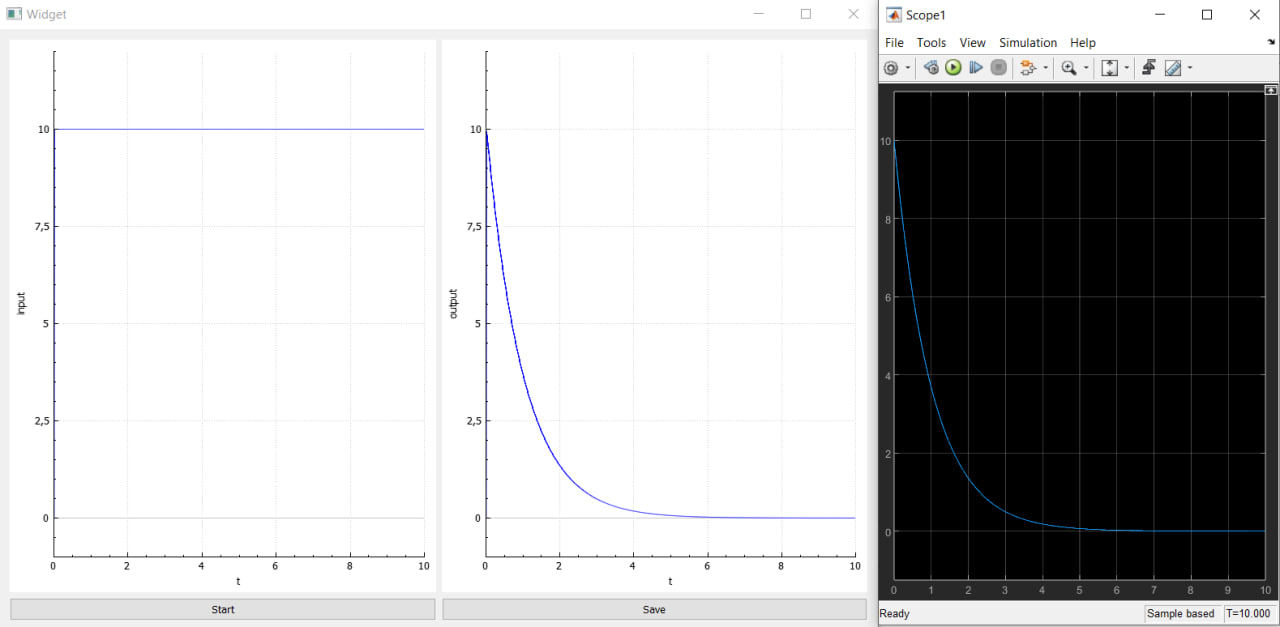 Widget
10
7,5
5
2,5
0
input
0 2 4 6 8 10
t
Start
10
7,5
5
2,5
0
output
0 2 4 6 8 10
t
Save
Scope1
File Tools View Simulation Help
10
8
6
4
2
0
0 1 2 3 4 5 6 7 8 9 10
Ready Sample based T=10.000